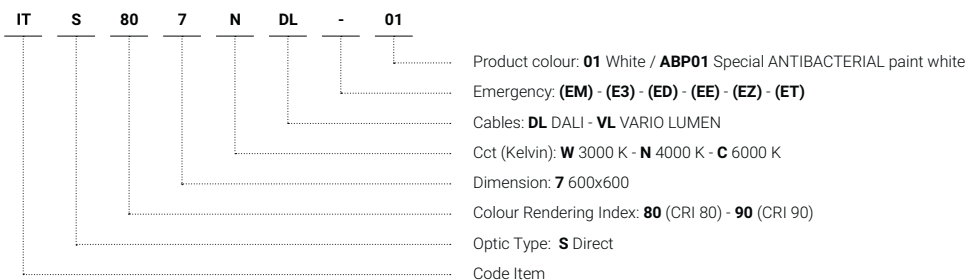 IT S 80 7 N DL - 01
Product colour: 01 White / ABP01 Special ANTIBACTERIAL paint white
Emergency: (EM) - (E3) - (ED) - (EE) - (EZ) - (ET)
Cables: DL DALI - VL VARIO LUMEN
Cct (Kelvin): W 3000 K - N 4000 K - C 6000 K
Dimension: 7 600x600
Colour Rendering Index: 80 (CRI 80) - 90 (CRI 90)
Optic Type: S Direct
Code Item